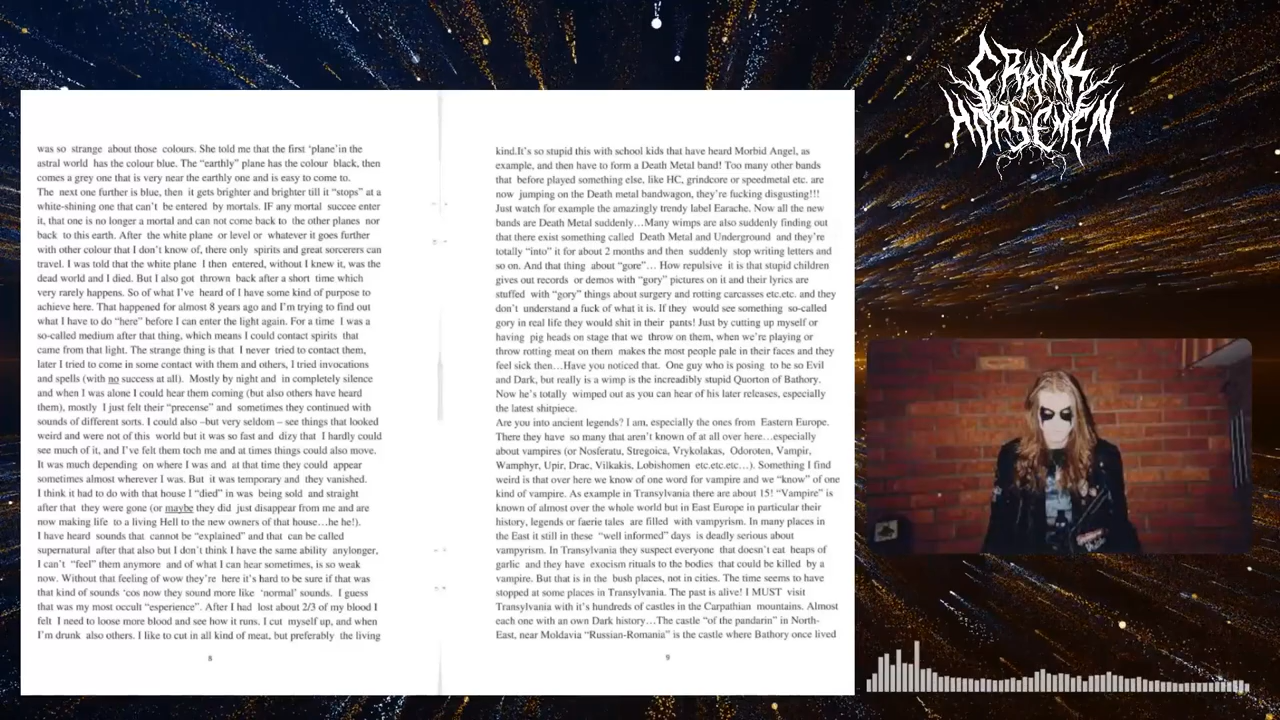 CRANK
HORSEMEN
was so strange about those colours. She told me that the first ‘plane’in the
astral world has the colour blue. The “earthly” plane has the colour black, then
comes a grey one that is very near the earthly one and is easy to come to.
The next one further is blue, then it gets brighter and brighter till it “stops” at a
white-shining one that can’t be entered by mortals. IF any mortal succee enter
it, that one is no longer a mortal and can not come back to the other planes nor
back to this earth. After the white plane or level or whatever it goes further
with other colour that I don’t know of, there only spirits and great sorcerers can
travel. I was told that the white plane I then entered, without I knew it, was the
dead world and I died. But I also got thrown back after a short time which
very rarely happens. So of what I’ve heard of I have some kind of purpose to
achieve here. That happened for almost 8 years ago and I’m trying to find out
what I have to do “here” before I can enter the light again. For a time I was a
so-called medium after that thing, which means I could contact spirits that
came from that light. The strange thing is that I never tried to contact them,
later I tried to come in some contact with them and others, I tried invocations
and spells (with no success at all). Mostly by night and in completely silence
and when I was alone I could hear them coming (but also others have heard
them), mostly I just felt their “precense” and sometimes they continued with
sounds of different sorts. I could also –but very seldom – see things that looked
weird and were not of this world but it was so fast and dizy that I hardly could
see much of it, and I’ve felt them toch me and at times things could also move.
It was much depending on where I was and at that time they could appear
sometimes almost wherever I was. But it was temporary and they vanished.
I think it had to do with that house I “died” in was being sold and straight
after that they were gone (or maybe they did just disappear from me and are
now making life to a living Hell to the new owners of that house…he he!).
I have heard sounds that cannot be “explained” and that can be called
supernatural after that also but I don’t think I have the same ability anylonger,
I can’t “feel” them anymore and of what I can hear sometimes, is so weak
now. Without that feeling of wow they’re here it’s hard to be sure if that was
that kind of sounds ‘cos now they sound more like ‘normal’ sounds. I guess
that was my most occult “esperience”. After I had lost about 2/3 of my blood I
felt I need to loose more blood and see how it runs. I cut myself up, and when
I’m drunk also others. I like to cut in all kind of meat, but preferably the living
8
kind.It’s so stupid this with school kids that have heard Morbid Angel, as
example, and then have to form a Death Metal band! Too many other bands
that before played something else, like HC, grindcore or speedmetal etc. are
now jumping on the Death metal bandwagon, they’re fucking disgusting!!!
Just watch for example the amazingly trendy label Earache. Now all the new
bands are Death Metal suddenly…Many wimps are also suddenly finding out
that there exist something called Death Metal and Underground and they’re
totally “into” it for about 2 months and then suddenly stop writing letters and
so on. And that thing about “gore”… How repulsive it is that stupid children
gives out records or demos with “gory” pictures on it and their lyrics are
stuffed with “gory” things about surgery and rotting carcasses etc.etc. and they
don’t understand a fuck of what it is. If they would see something so-called
gory in real life they would shit in their pants! Just by cutting up myself or
having pig heads on stage that we throw on them, when we’re playing or
throw rotting meat on them makes the most people pale in their faces and they
feel sick then…Have you noticed that. One guy who is posing to be so Evil
and Dark, but really is a wimp is the incredibly stupid Quorton of Bathory.
Now he’s totally wimped out as you can hear of his later releases, especially
the latest shitpiece.
Are you into ancient legends? I am, especially the ones from Eastern Europe.
There they have so many that aren’t known of at all over here…especially
about vampires (or Nosferatu, Stregoica, Vrykolakas, Odoroten, Vampir,
Wamphyr, Upir, Drac, Vilkakis, Lobishomen etc.etc.etc…). Something I find
weird is that over here we know of one word for vampire and we “know” of one
kind of vampire. As example in Transylvania there are about 15! “Vampire” is
known of almost over the whole world but in East Europe in particular their
history, legends or faerie tales are filled with vampyrism. In many places in
the East it still in these “well informed” days is deadly serious about
vampyrism. In Transylvania they suspect everyone that doesn’t eat heaps of
garlic and they have exocism rituals to the bodies that could be killed by a
vampire. But that is in the bush places, not in cities. The time seems to have
stopped at some places in Transylvania. The past is alive! I MUST visit
Transylvania with it’s hundreds of castles in the Carpathian mountains. Almost
each one with an own Dark history…The castle “of the pandarin” in North-
East, near Moldavia “Russian-Romania” is the castle where Bathory once lived
9